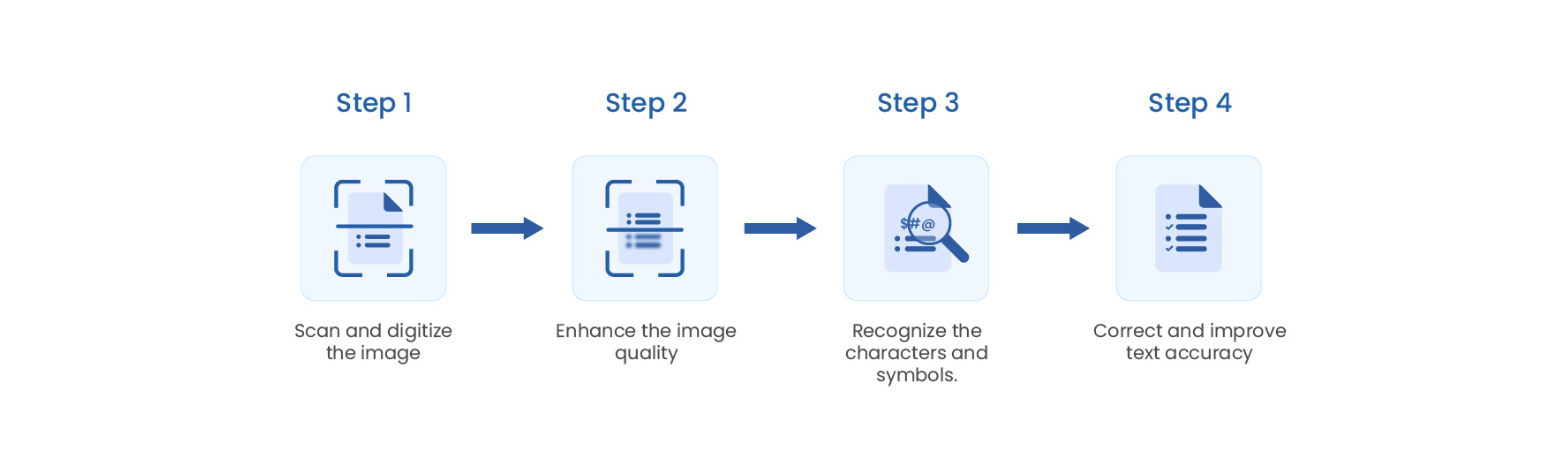 Step 1
Scan and digitize
the image
Step 2
Enhance the image
quality
Step 3
$#@
Recognize the
characters and
symbols.
Step 4
Correct and improve
text accuracy